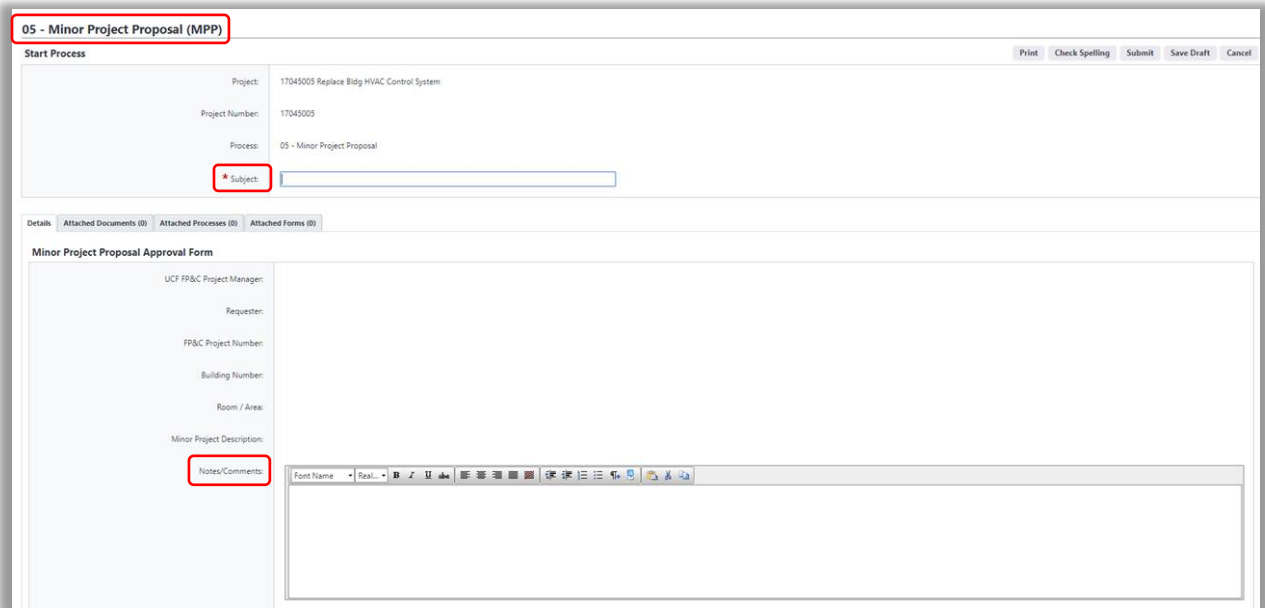 05 - Minor Project Proposal (MPP)
Start Process
Print Check Spelling Submit Save Draft Cancel
Project: 17045005 Replace Bldg HVAC Control System
Project Number: 17045005
Process: 05 - Minor Project Proposal
* Subject:
Details Attached Documents (0) Attached Processes (0) Attached Forms (0)
Minor Project Proposal Approval Form
UCF FP&C Project Manager:
Requester:
FP&C Project Number:
Building Number:
Room / Area:
Minor Project Description:
Notes/Comments:
Font Name Real... B I U abc